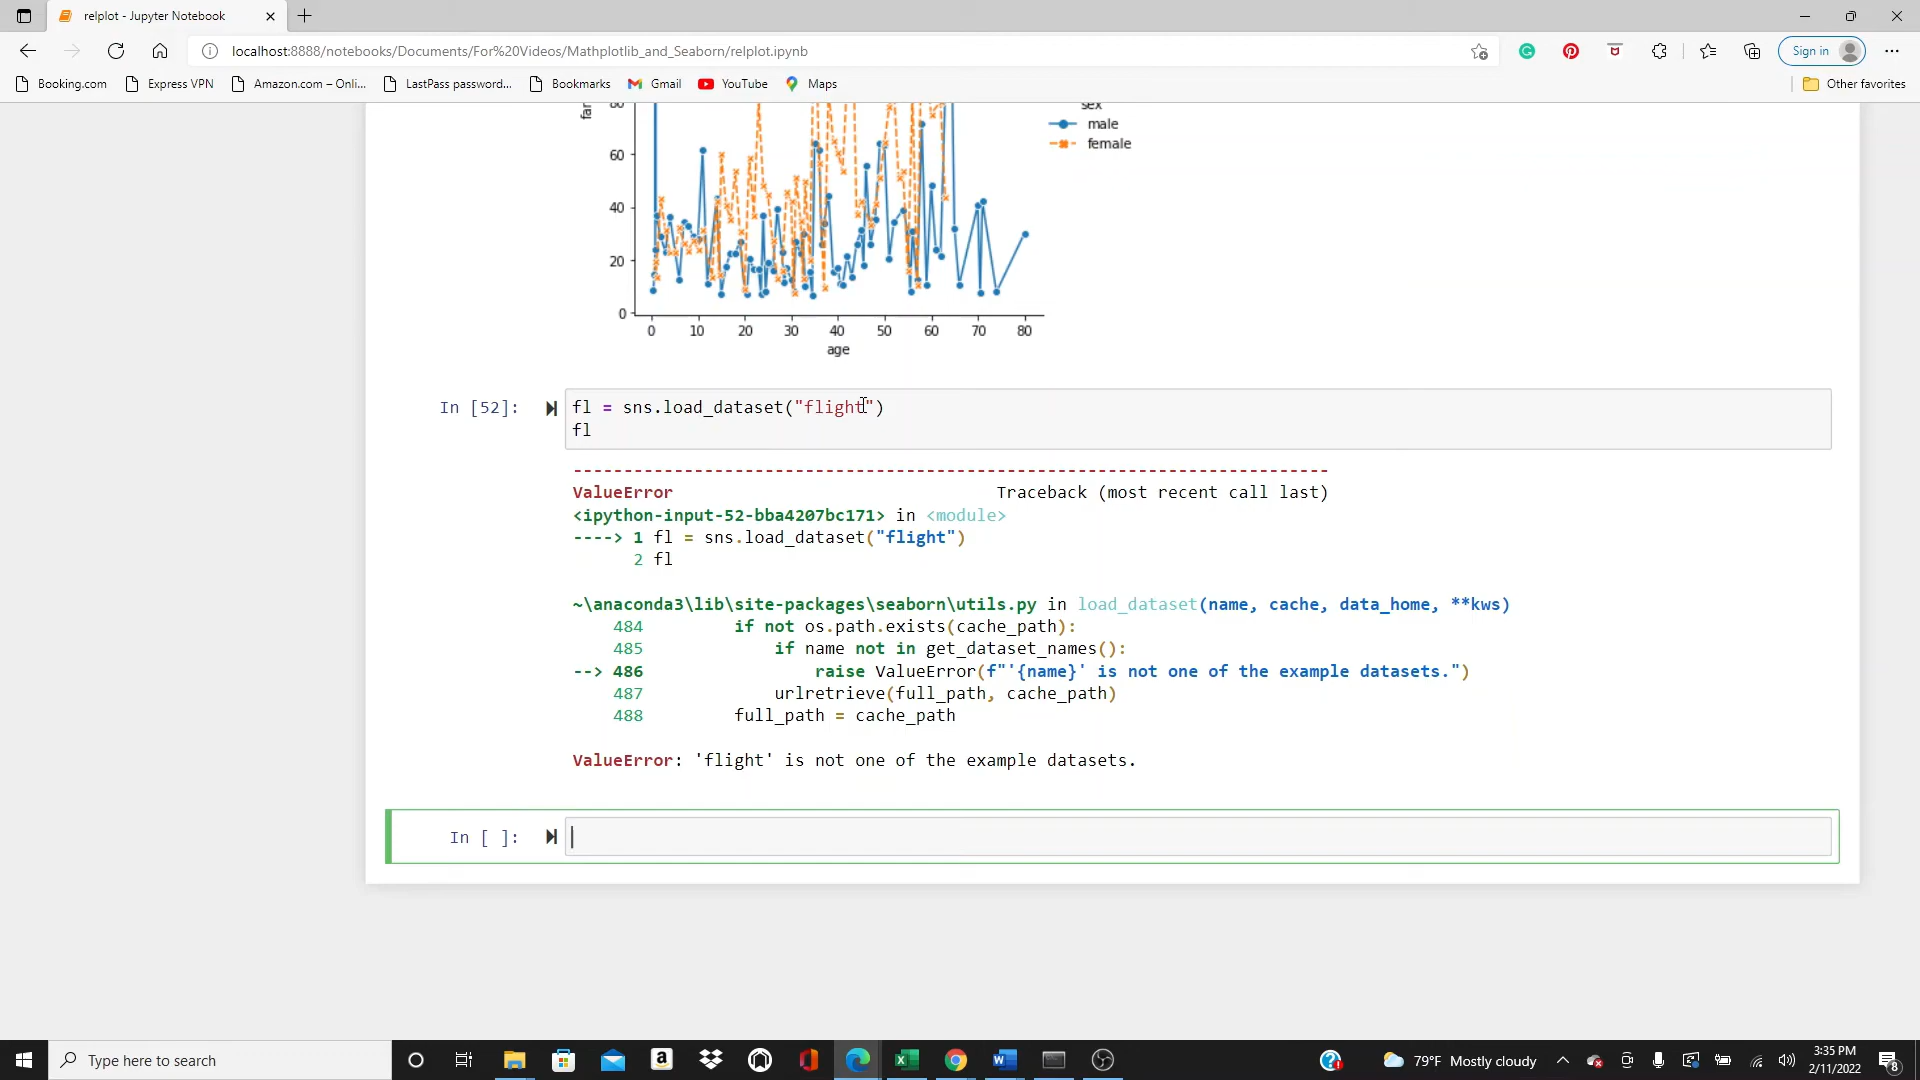 relplot - Jupyter Notebook
localhost:8888/notebooks/Documents/For%20Videos/Mathplotlib_and_Seaborn/relplot.ipynb
Sign in
Booking.com
Express VPN
Amazon.com – Onli...
LastPass password...
Bookmarks
Gmail
YouTube
Maps
Other favorites
sex
male
female
far
80
60
40
20
0
0 10 20 30 40 50 60 70 80
age
In [52]:
fl = sns.load_dataset("flight")
fl
---------------------------------------------------------------------------
ValueError Traceback (most recent call last)
<ipython-input-52-bba4207bc171> in <module>
----> 1 fl = sns.load_dataset("flight")
2 fl
~\anaconda3\lib\site-packages\seaborn\utils.py in load_dataset(name, cache, data_home, **kws)
484 if not os.path.exists(cache_path):
485 if name not in get_dataset_names():
--> 486 raise ValueError(f"'{name}' is not one of the example datasets.")
487 urlretrieve(full_path, cache_path)
488 full_path = cache_path
ValueError: 'flight' is not one of the example datasets.
In [ ]:
Type here to search
79°F Mostly cloudy
3:35 PM
2/11/2022
8